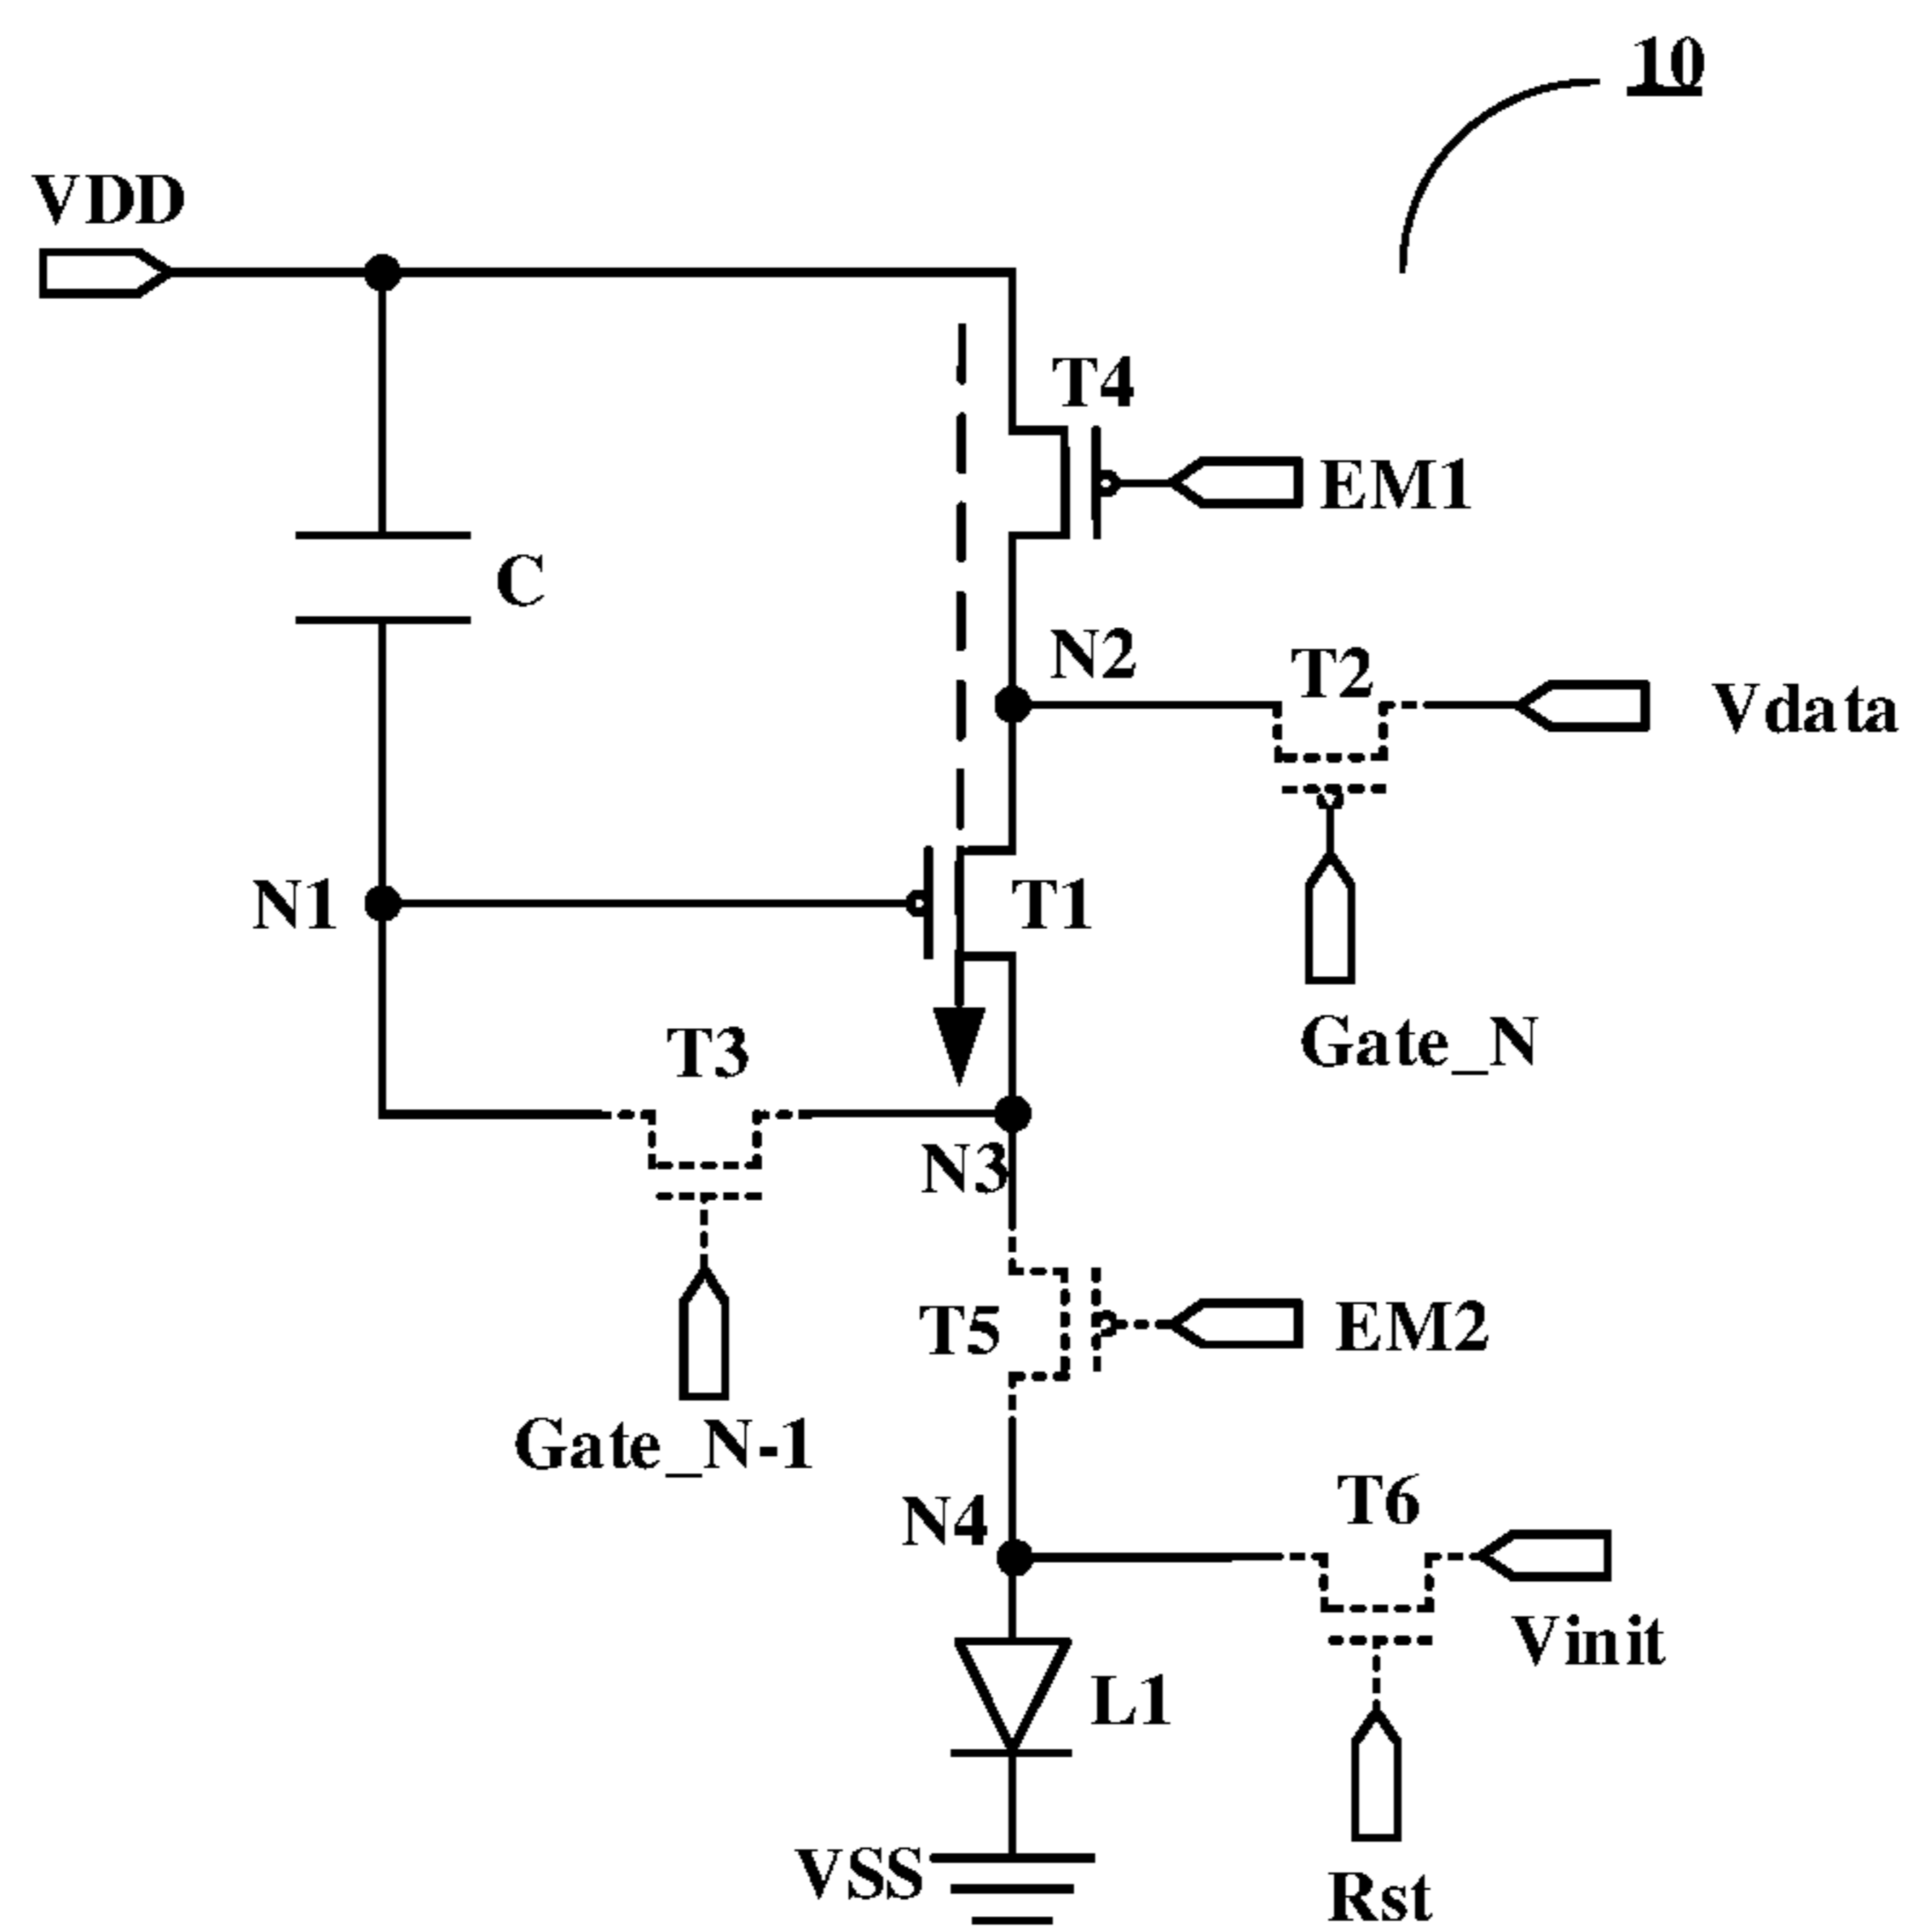 10
VDD
T4
EM1
C
N2
T2
Vdata
N1
T1
Gate_N
T3
N3
T5
EM2
Gate_N-1
N4
T6
Vinit
L1
VSS
Rst